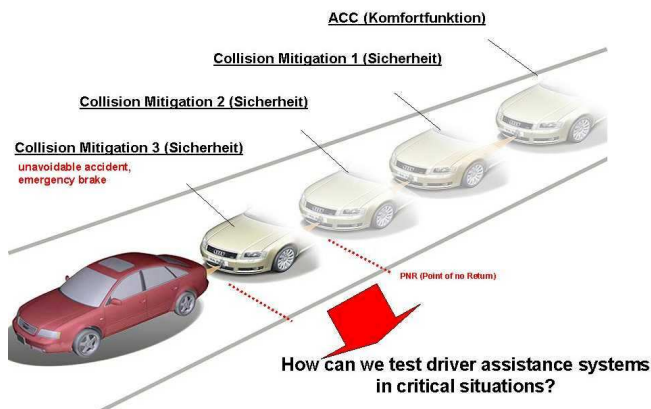 ACC (Komfortfunktion)
Collision Mitigation 1 (Sicherheit)
Collision Mitigation 2 (Sicherheit)
Collision Mitigation 3 (Sicherheit)
unavoidable accident,
emergency brake
PNR (Point of no Return)
How can we test driver assistance systems
in critical situations?